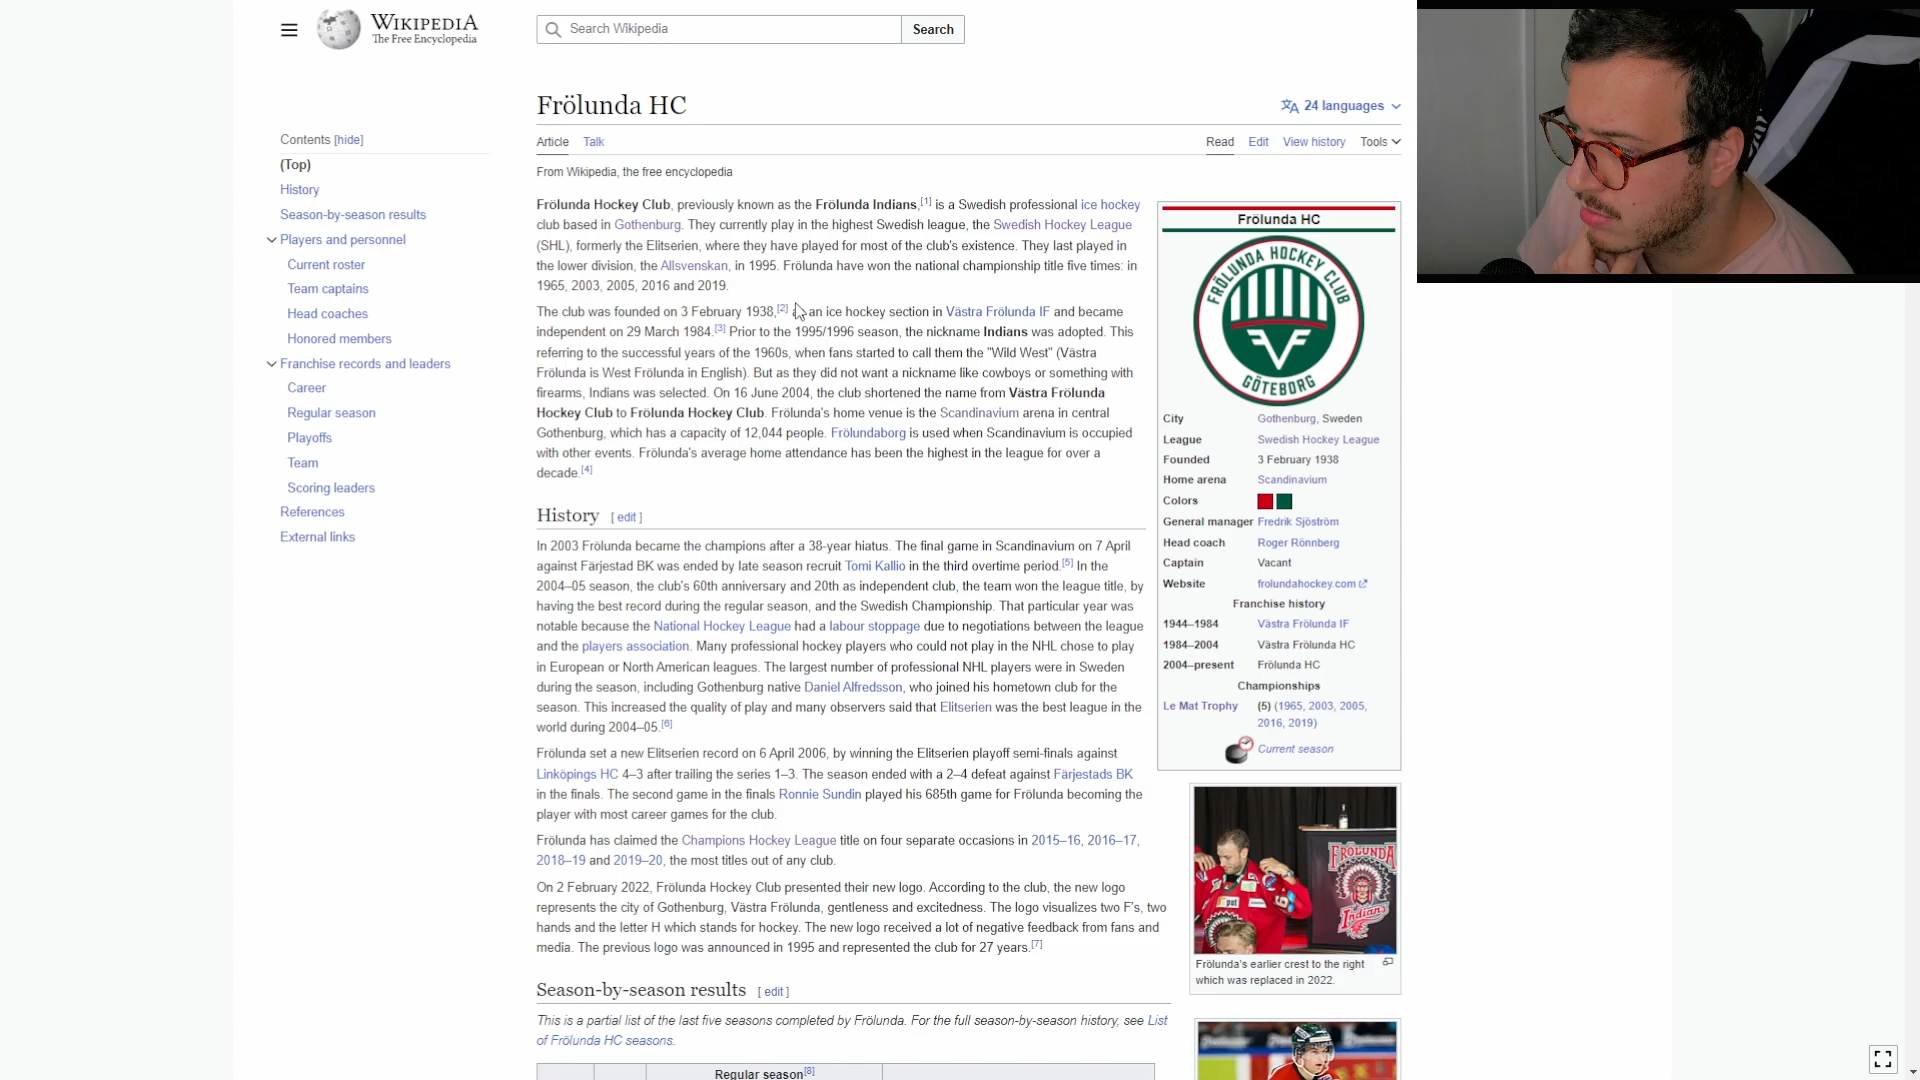 WIKIPEDIA
The Free Encyclopedia
Search Wikipedia
Search
Frölunda HC
24 languages
Article
Talk
Read
Edit
View history
Tools
From Wikipedia, the free encyclopedia
Contents [hide]
(Top)
History
Season-by-season results
Players and personnel
Current roster
Team captains
Head coaches
Honored members
Franchise records and leaders
Career
Regular season
Playoffs
Team
Scoring leaders
References
External links
Frölunda Hockey Club, previously known as the Frölunda Indians,[1] is a Swedish professional ice hockey
club based in Gothenburg. They currently play in the highest Swedish league, the Swedish Hockey League
(SHL), formerly the Elitserien, where they have played for most of the club's existence. They last played in
the lower division, the Allsvenskan, in 1995. Frölunda have won the national championship title five times: in
1965, 2003, 2005, 2016 and 2019.
The club was founded on 3 February 1938,[2] an ice hockey section in Västra Frölunda IF and became
independent on 29 March 1984.[3] Prior to the 1995/1996 season, the nickname Indians was adopted. This
referring to the successful years of the 1960s, when fans started to call them the "Wild West" (Västra
Frölunda is West Frölunda in English). But as they did not want a nickname like cowboys or something with
firearms, Indians was selected. On 16 June 2004, the club shortened the name from Västra Frölunda
Hockey Club to Frölunda Hockey Club. Frölunda's home venue is the Scandinavium arena in central
Gothenburg, which has a capacity of 12,044 people. Frölundaborg is used when Scandinavium is occupied
with other events. Frölunda's average home attendance has been the highest in the league for over a
decade.[4]
History [ edit ]
In 2003 Frölunda became the champions after a 38-year hiatus. The final game in Scandinavium on 7 April
against Färjestad BK was ended by late season recruit Tomi Kallio in the third overtime period.[5] In the
2004–05 season, the club's 60th anniversary and 20th as independent club, the team won the league title, by
having the best record during the regular season, and the Swedish Championship. That particular year was
notable because the National Hockey League had a labour stoppage due to negotiations between the league
and the players association. Many professional hockey players who could not play in the NHL chose to play
in European or North American leagues. The largest number of professional NHL players were in Sweden
during the season, including Gothenburg native Daniel Alfredsson, who joined his hometown club for the
season. This increased the quality of play and many observers said that Elitserien was the best league in the
world during 2004–05.[6]
Frölunda set a new Elitserien record on 6 April 2006, by winning the Elitserien playoff semi-finals against
Linköpings HC 4–3 after trailing the series 1–3. The season ended with a 2–4 defeat against Färjestads BK
in the finals. The second game in the finals Ronnie Sundin played his 685th game for Frölunda becoming the
player with most career games for the club.
Frölunda has claimed the Champions Hockey League title on four separate occasions in 2015–16, 2016–17,
2018–19 and 2019–20, the most titles out of any club.
On 2 February 2022, Frölunda Hockey Club presented their new logo. According to the club, the new logo
represents the city of Gothenburg, Västra Frölunda, gentleness and excitedness. The logo visualizes two F's, two
hands and the letter H which stands for hockey. The new logo received a lot of negative feedback from fans and
media. The previous logo was announced in 1995 and represented the club for 27 years.[7]
Season-by-season results [ edit ]
This is a partial list of the last five seasons completed by Frölunda. For the full season-by-season history, see List
of Frölunda HC seasons.
Regular season[8]
Frölunda HC
FRÖLUNDA HOCKEY CLUB
GÖTEBORG
City Gothenburg, Sweden
League Swedish Hockey League
Founded 3 February 1938
Home arena Scandinavium
Colors
General manager Fredrik Sjöström
Head coach Roger Rönnberg
Captain Vacant
Website frolundahockey.com
Franchise history
1944–1984 Västra Frölunda IF
1984–2004 Västra Frölunda HC
2004–present Frölunda HC
Championships
Le Mat Trophy (5) (1965, 2003, 2005,
2016, 2019)
Current season
FRÖLUNDA
Indians
Frölunda's earlier crest to the right
which was replaced in 2022.